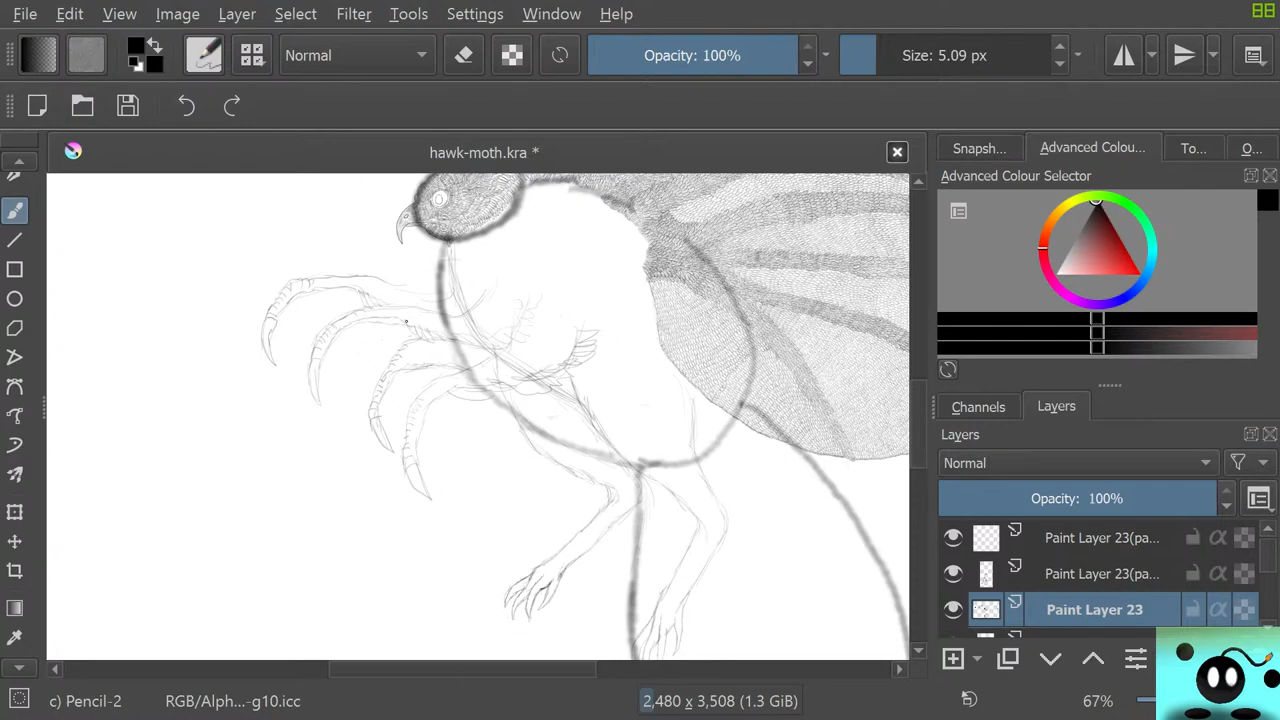 File Edit View Image Layer Select Filter Tools Settings Window Help
88
Normal Opacity: 100% Size: 5.09 px
hawk-moth.kra *
Snapsh... Advanced Colou... To... O...
Advanced Colour Selector
Channels Layers
Layers
Normal
Opacity: 100%
Paint Layer 23(pa...
Paint Layer 23(pa...
Paint Layer 23
c) Pencil-2 RGB/Alph...-g10.icc 2,480 x 3,508 (1.3 GiB) 67%